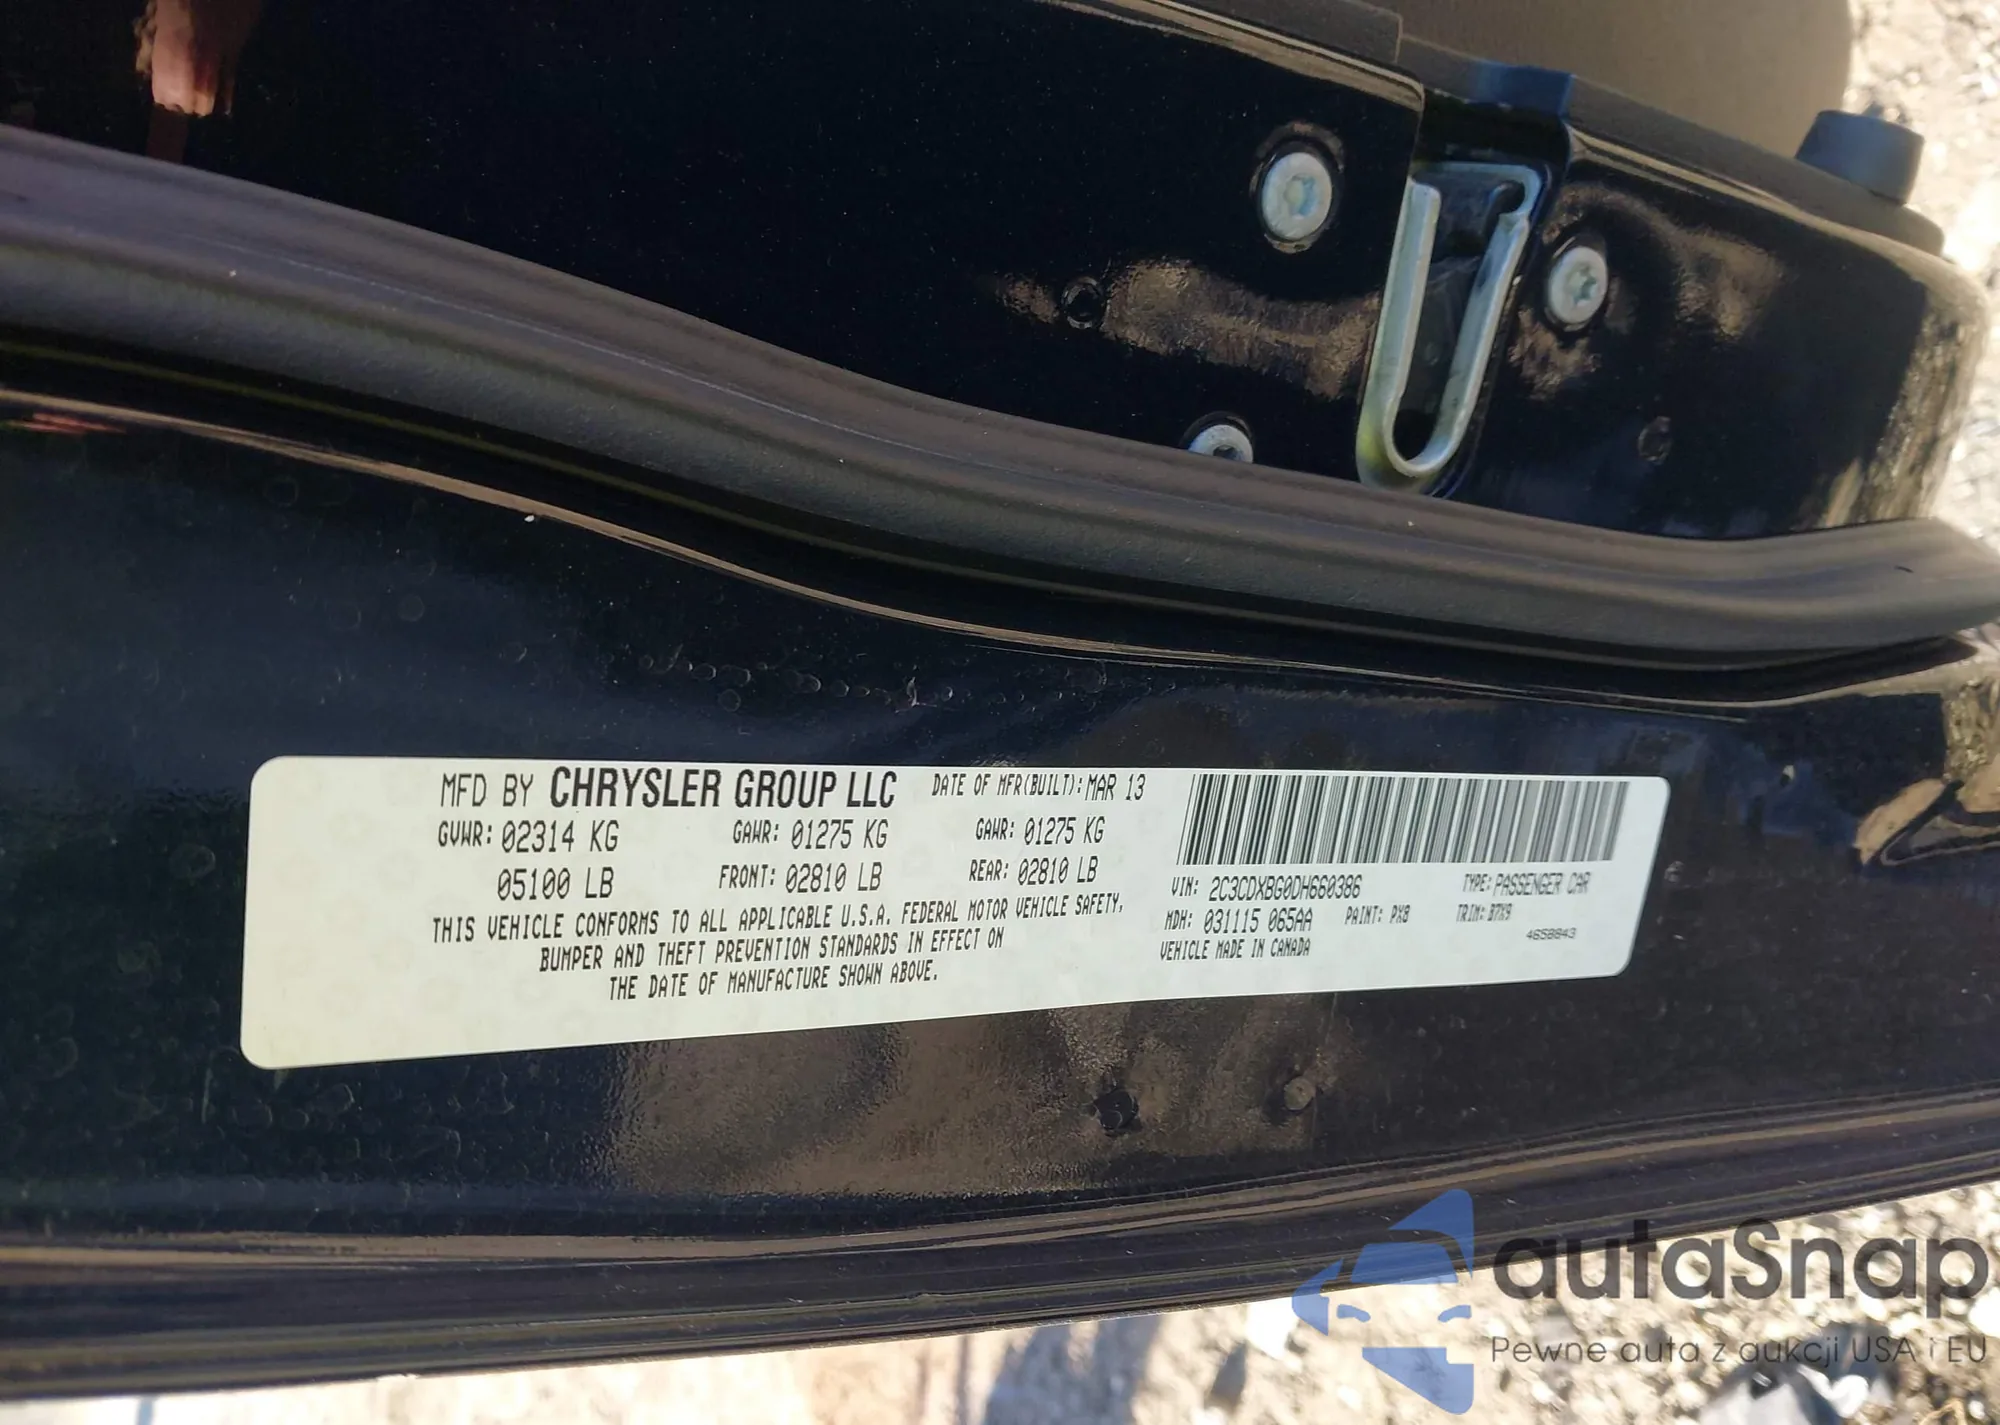 MFD BY CHRYSLER GROUP LLC DATE OF MFR(BUILT): MAR 13
GVWR: 02314 KG GAWR: 01275 KG GAWR: 01275 KG
05100 LB FRONT: 02810 LB REAR: 02810 LB
THIS VEHICLE CONFORMS TO ALL APPLICABLE U.S.A. FEDERAL MOTOR VEHICLE SAFETY,
BUMPER AND THEFT PREVENTION STANDARDS IN EFFECT ON
THE DATE OF MANUFACTURE SHOWN ABOVE.
VIN: 2C3CDXBG0DH660386 TYPE: PASSENGER CAR
MDH: 031115 065AA PAINT: PX8 TRIM: B7X9
VEHICLE MADE IN CANADA 4658843
autaSnap
Pewne auta z aukcji USA i EU